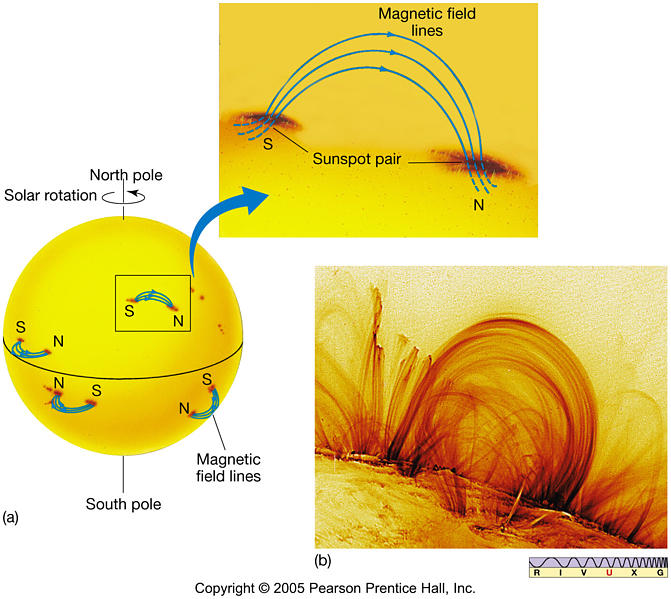 Magnetic field
lines
S
Sunspot pair
N
North pole
Solar rotation
S
N
S
N
N
S
S
N
Magnetic
field lines
South pole
(a)
(b)
R I V U X G
Copyright © 2005 Pearson Prentice Hall, Inc.